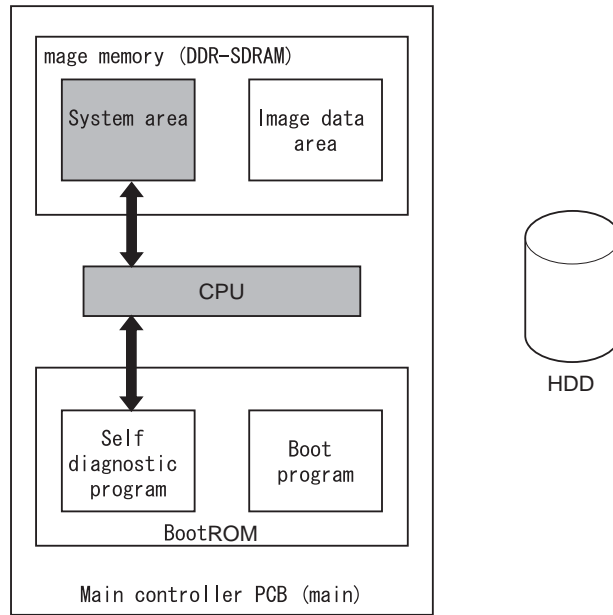 mage memory (DDR-SDRAM)
System area
Image data
area
CPU
HDD
Self
diagnostic
program
Boot
program
BootROM
Main controller PCB (main)